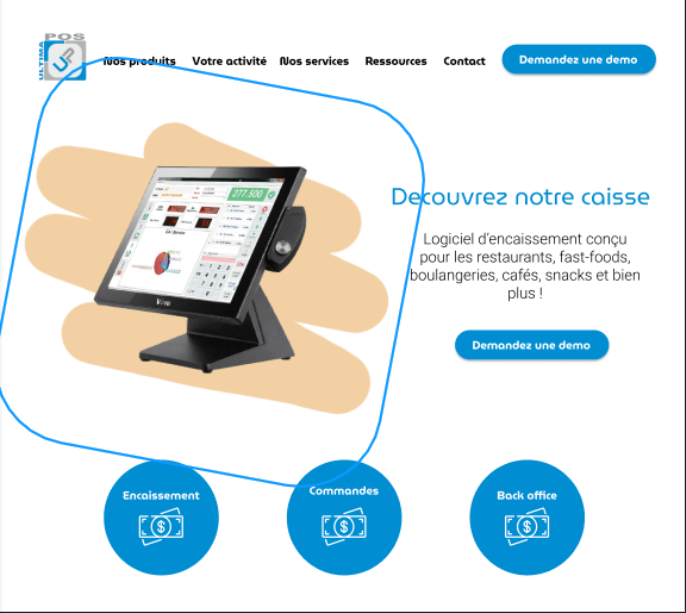 POS
ULTIMA
Nos produits Votre activité Nos services Ressources Contact Demandez une demo
277.500
Decouvrez notre caisse
Logiciel d'encaissement conçu
pour les restaurants, fast-foods,
boulangeries, cafés, snacks et bien
plus !
Demandez une demo
Encaissement Commandes Back office